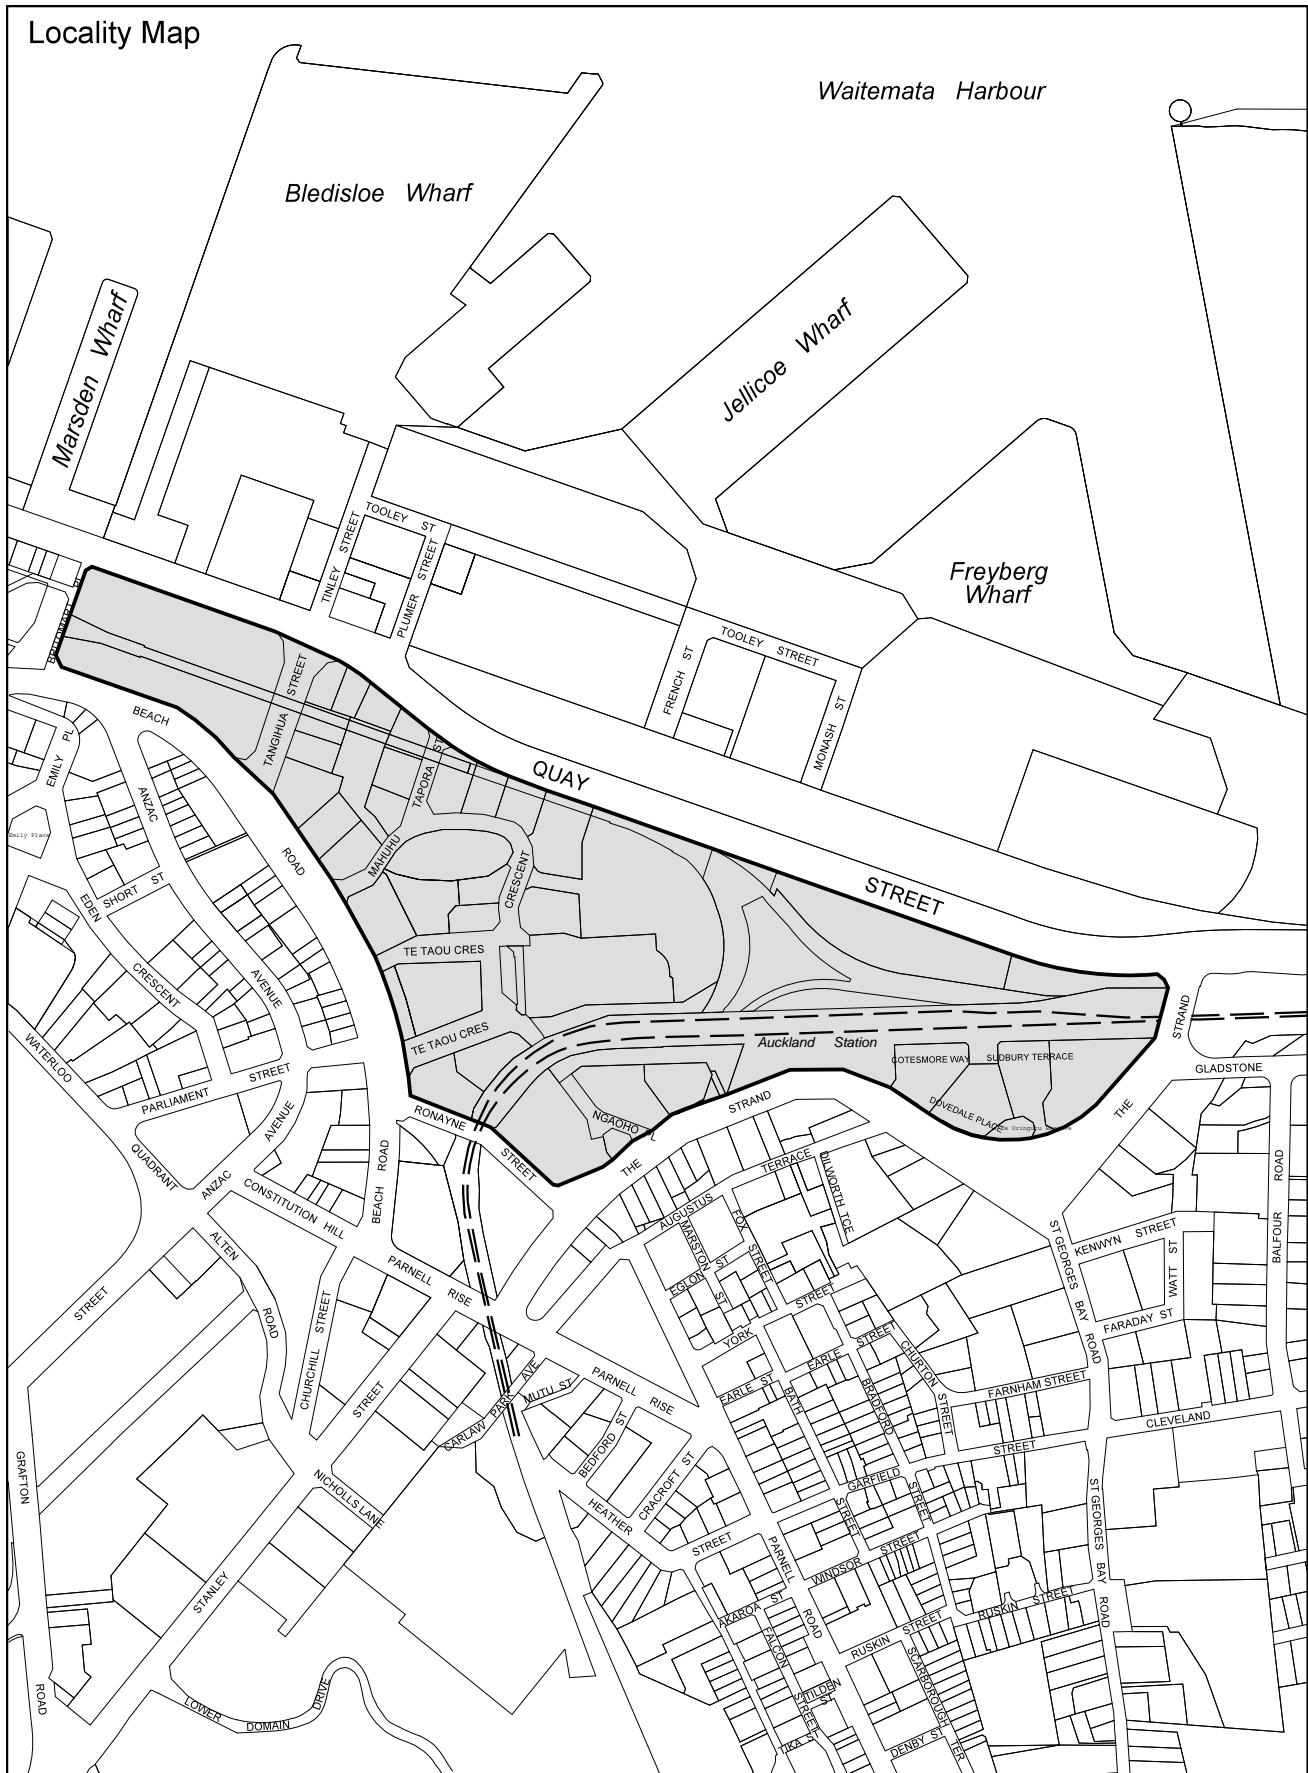 Locality Map
Waitemata Harbour
Bledisloe Wharf
Marsden Wharf
Jellicoe Wharf
Freyberg
Wharf
TOOLEY ST
TINLEY STREET
PLUMER STREET
TOOLEY STREET
FRENCH ST
MONASH ST
BRITOMART PL
TANGIHUA STREET
TAPORA ST
QUAY
STREET
BEACH
ROAD
EMILY PL
ANZAC
AVENUE
Emily Place
MAHUHU
CRESCENT
SHORT ST
EDEN
CRESCENT
TE TAOU CRES
TE TAOU CRES
Auckland Station
COTESMORE WAY
SUDBURY TERRACE
DOVEDALE PLACE
STRAND
GLADSTONE
WATERLOO
QUADRANT
PARLIAMENT STREET
ANZAC AVENUE
RONAYNE
STREET
NGAOHO PL
THE STRAND
THE
BEACH ROAD
CONSTITUTION HILL
AUGUSTUS TERRACE
DILWORTH TCE
FOX STREET
MARSTON ST
EGLON ST
YORK STREET
ST GEORGES BAY ROAD
KENWYN STREET
WATT ST
BALFOUR ROAD
FARADAY ST
ALTEN
ROAD
STREET
PARNELL RISE
CHURCHILL STREET
STREET
EARLE STREET
EARLE ST
BATH
STREET
BRADFORD
STREET
CHURTON
STREET
FARNHAM STREET
CLEVELAND
STREET
CARLAW PARK AVE
MUTU ST
PARNELL RISE
BEDFORD ST
CRACROFT ST
GARFIELD
HEATHER
STREET
GRAFTON
ROAD
NICHOLLS LANE
STANLEY
PARNELL
ROAD
WINDSOR STREET
ST GEORGES BAY ROAD
AKAROA ST
FALCON
STREET
RUSKIN STREET
RUSKIN STREET
SCARBOROUGH TER
TILDEN
ST
TIKA ST
DENBY ST
LOWER DOMAIN DRIVE